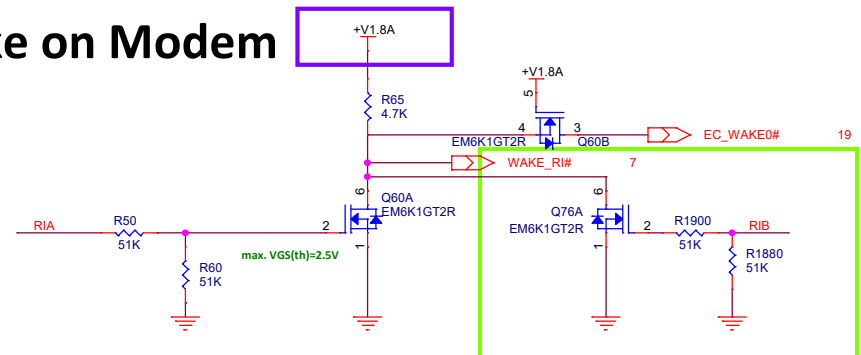 ke on Modem
+V1.8A
+V1.8A
R65
4.7K
5
4
3
EC_WAKE0#
19
EM6K1GT2R
Q60B
WAKE_RI#
7
6
Q60A
EM6K1GT2R
6
Q76A
EM6K1GT2R
RIA
R50
51K
2
1
max. VGS(th)=2.5V
R60
51K
1
2
R1900
51K
RIB
R1880
51K